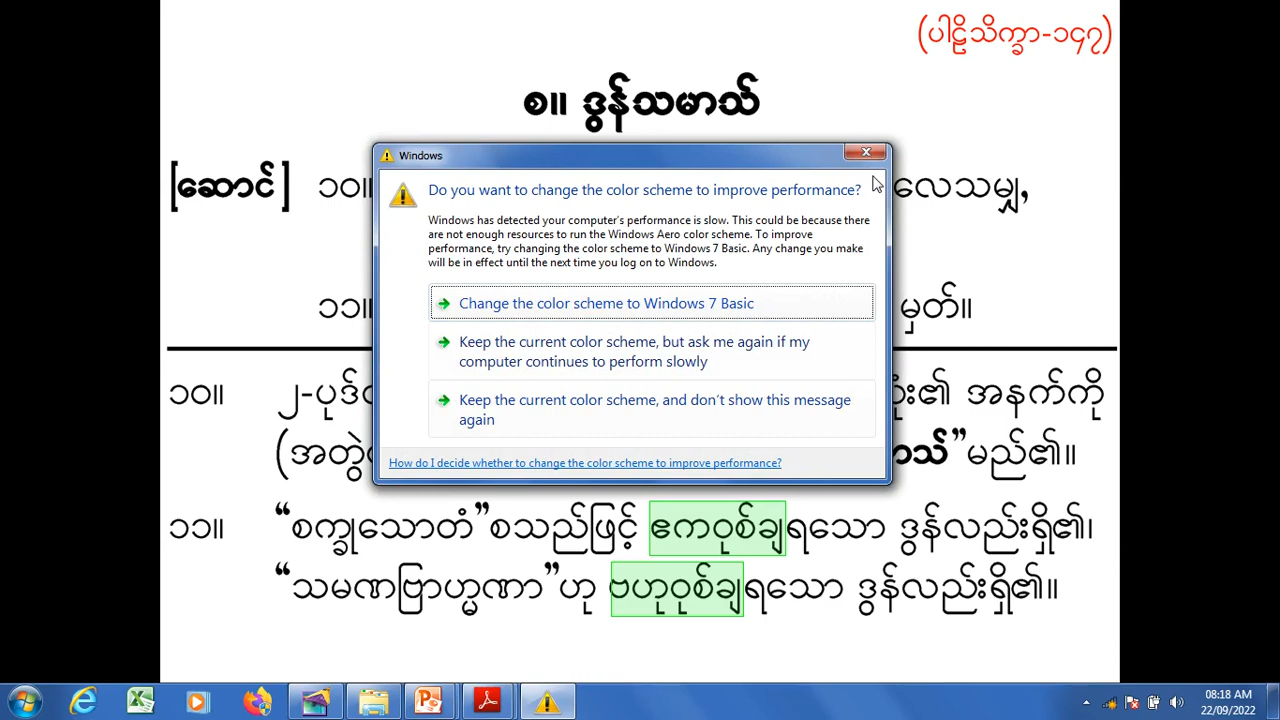 (ပါဠိသိက္ခာ-၁၄၇)
စ။ ဒွန်သမာသ်
[ဆောင်] ၁၀။ လေသမျှ,
၁၁။ မှတ်။
Windows
Do you want to change the color scheme to improve performance?
Windows has detected your computer's performance is slow. This could be because there
are not enough resources to run the Windows Aero color scheme. To improve
performance, try changing the color scheme to Windows 7 Basic. Any change you make
will be in effect until the next time you log on to Windows.
Change the color scheme to Windows 7 Basic
Keep the current color scheme, but ask me again if my
computer continues to perform slowly
Keep the current color scheme, and don't show this message
again
How do I decide whether to change the color scheme to improve performance?
၁၀။ ၂-ပုဒ် အနက်ကို
(အတွဲ မည်၏။
၁၁။ “စက္ခုသောတံ”စသည်ဖြင့် ဧကဝုစ်ချရသော ဒွန်လည်းရှိ၏၊
“သမဏဗြာဟ္မဏာ”ဟု ဗဟုဝုစ်ချရသော ဒွန်လည်းရှိ၏။
08:18 AM
22/09/2022